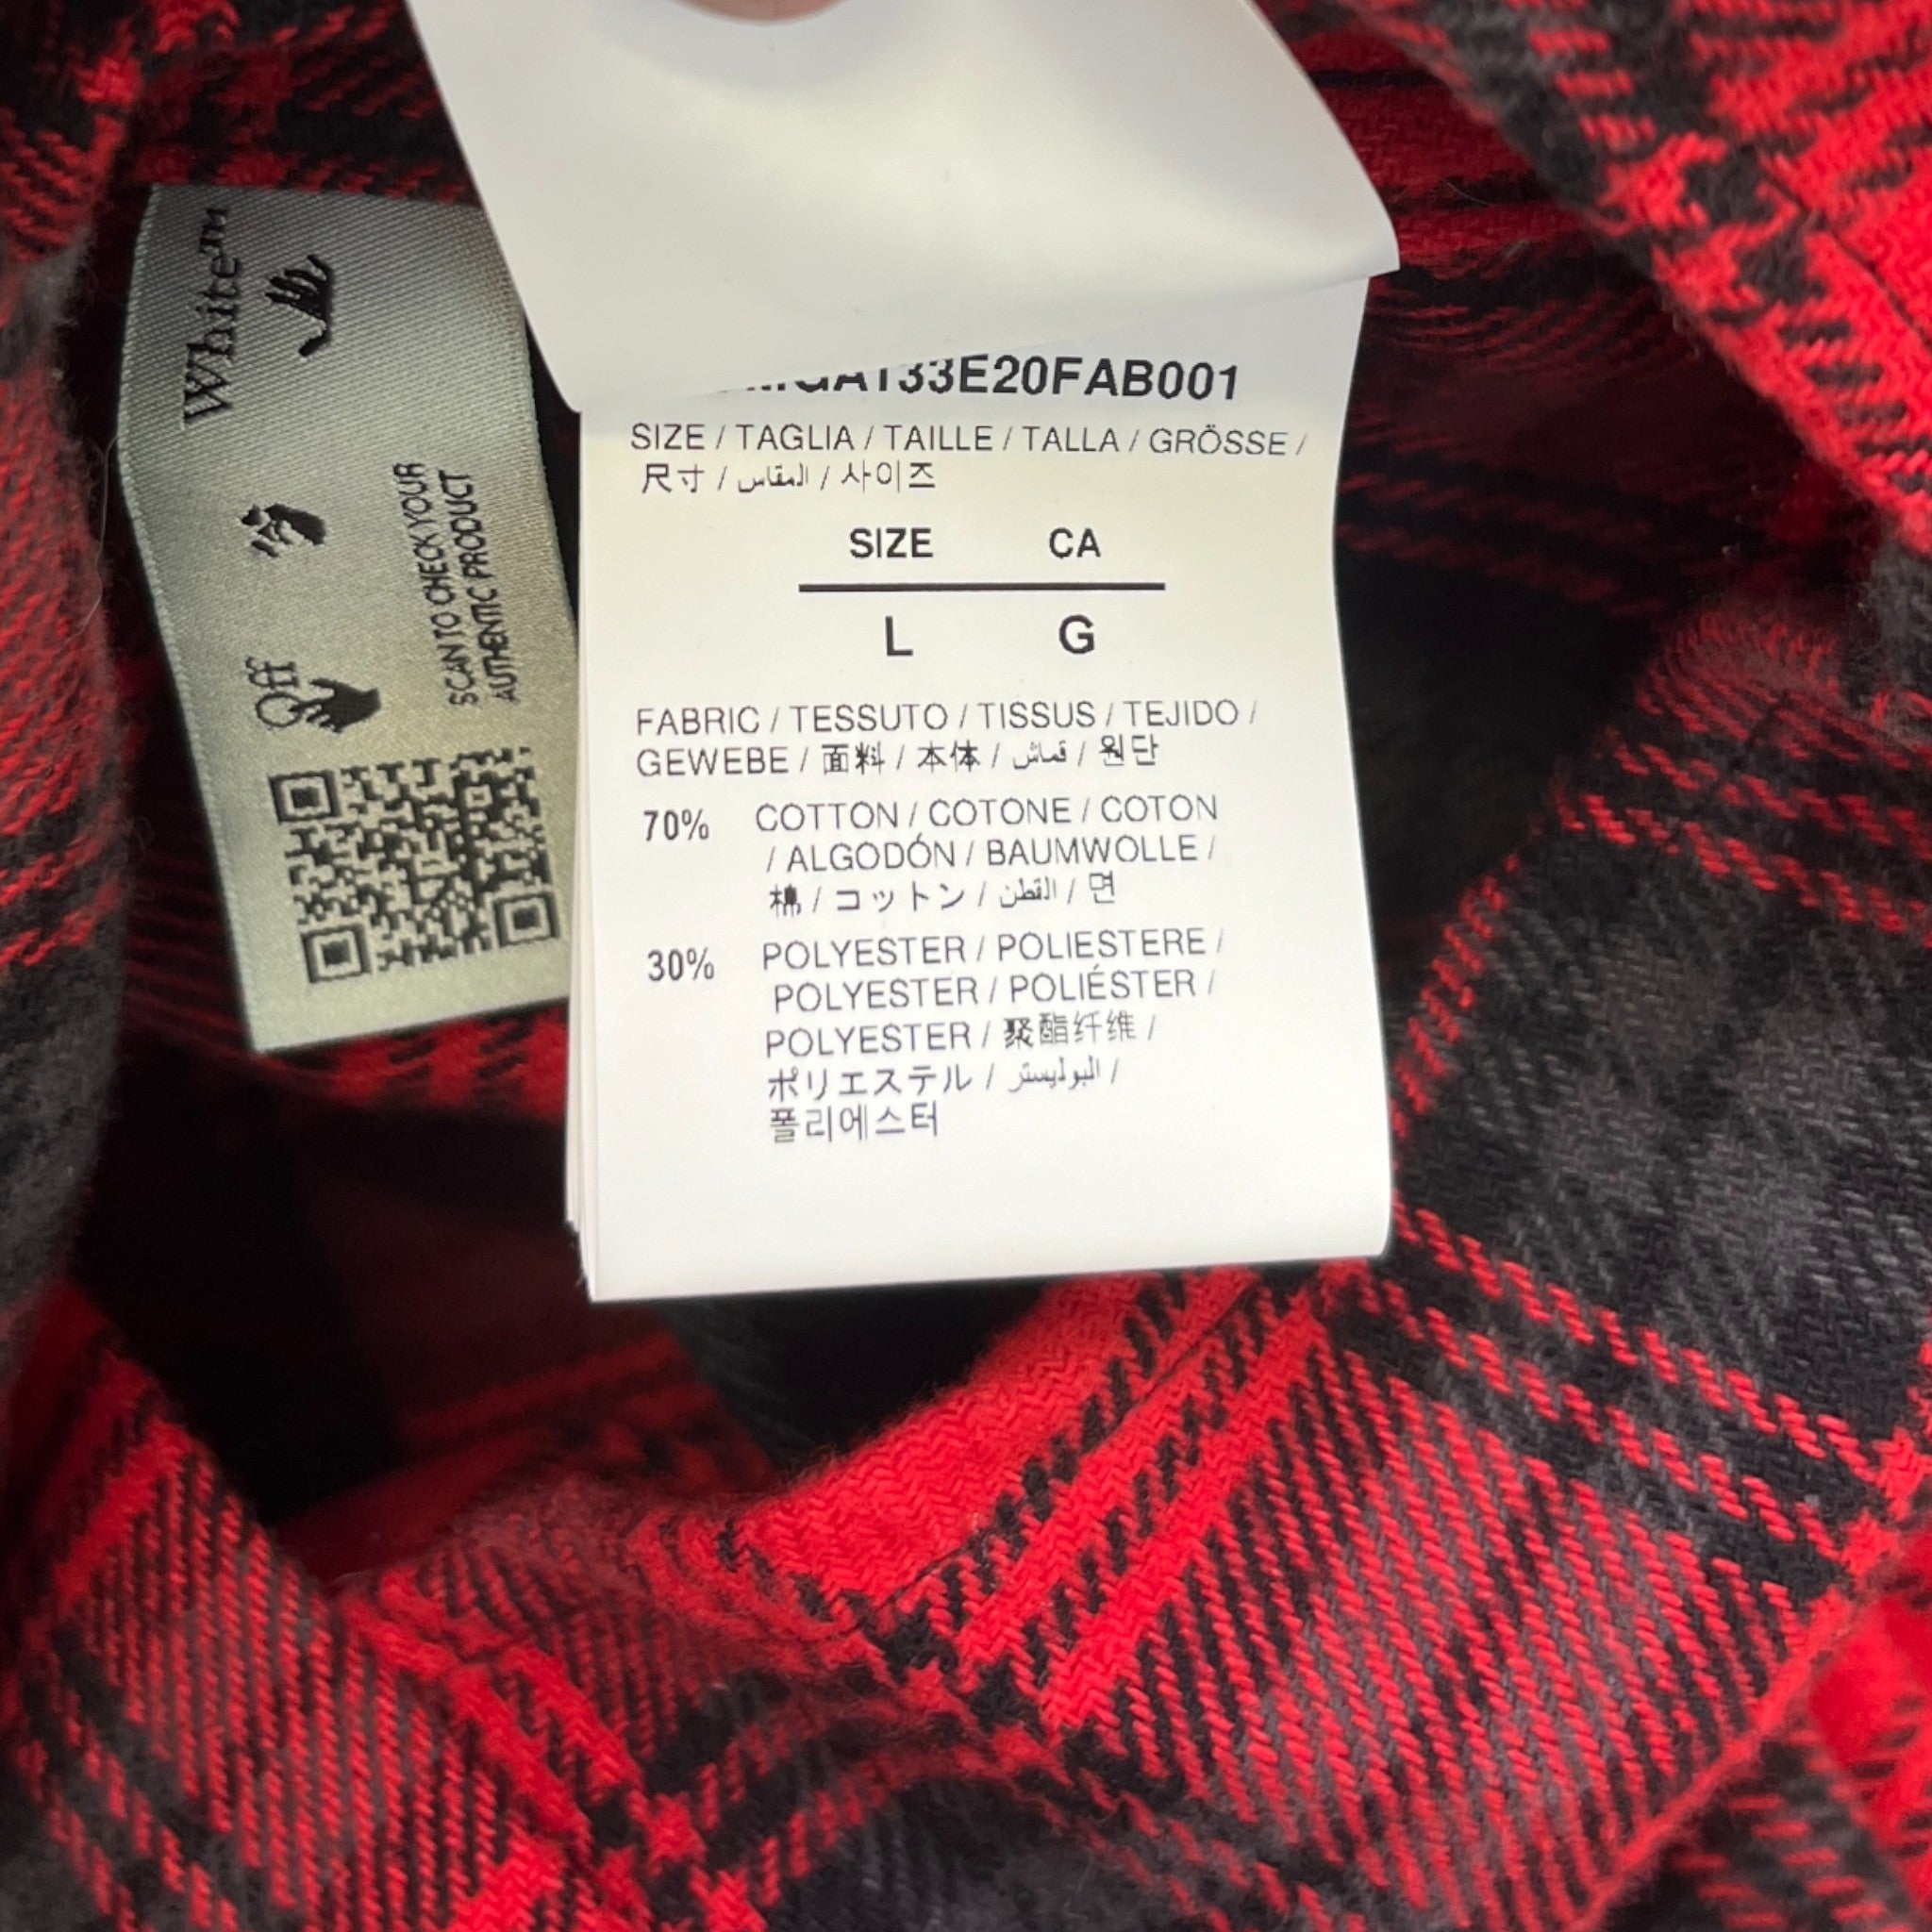 Off White™
SCAN TO CHECK YOUR
AUTHENTIC PRODUCT
GA133E20FAB001
SIZE / TAGLIA / TAILLE / TALLA / GRÖSSE /
尺寸 / المقاس / 사이즈
SIZE CA
L G
FABRIC / TESSUTO / TISSUS / TEJIDO /
GEWEBE / 面料 / 本体 / قماش / 원단
70% COTTON / COTONE / COTON
/ ALGODÓN / BAUMWOLLE /
棉 / コットン / القطن / 면
30% POLYESTER / POLIESTERE /
POLYESTER / POLIÉSTER /
POLYESTER / 聚酯纤维 /
ポリエステル / البوليستر /
폴리에스터